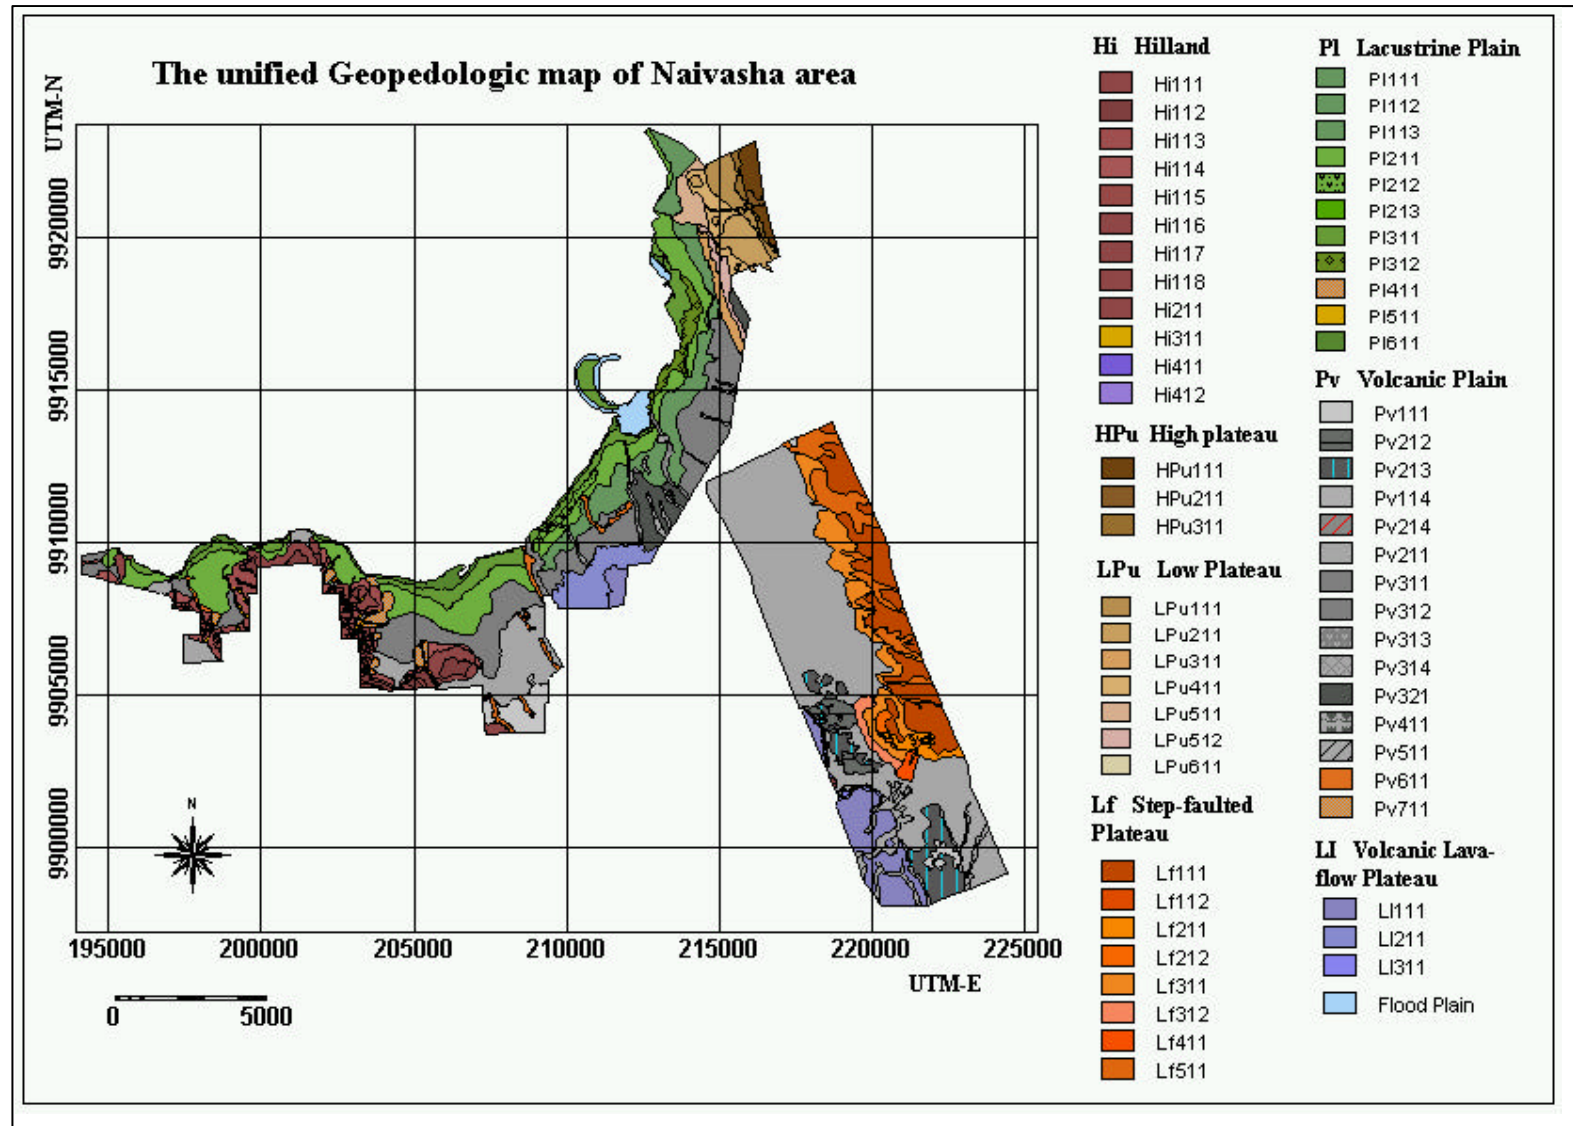 The unified Geopedologic map of Naivasha area
UTM-N
9920000
9915000
9910000
9905000
9900000
195000 200000 205000 210000 215000 220000 225000
UTM-E
N
0 5000
Hi Hilland
Hi111
Hi112
Hi113
Hi114
Hi115
Hi116
Hi117
Hi118
Hi211
Hi311
Hi411
Hi412
HPu High plateau
HPu111
HPu211
HPu311
LPu Low Plateau
LPu111
LPu211
LPu311
LPu411
LPu511
LPu512
LPu611
Lf Step-faulted
Plateau
Lf111
Lf112
Lf211
Lf212
Lf311
Lf312
Lf411
Lf511
Pl Lacustrine Plain
Pl111
Pl112
Pl113
Pl211
Pl212
Pl213
Pl311
Pl312
Pl411
Pl511
Pl611
Pv Volcanic Plain
Pv111
Pv212
Pv213
Pv114
Pv214
Pv211
Pv311
Pv312
Pv313
Pv314
Pv321
Pv411
Pv511
Pv611
Pv711
LI Volcanic Lava-
flow Plateau
LI111
LI211
LI311
Flood Plain